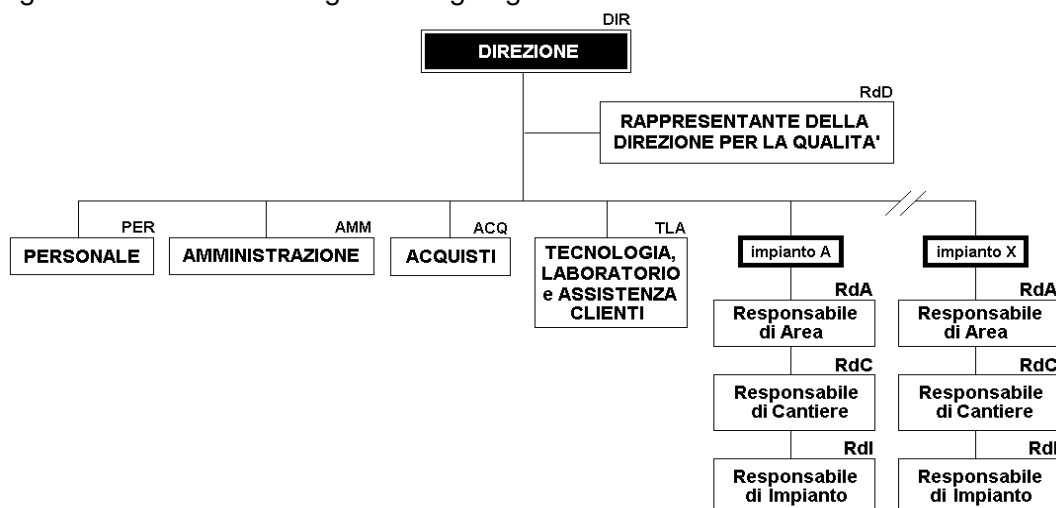 DIR
DIREZIONE
RdD
RAPPRESENTANTE DELLA
DIREZIONE PER LA QUALITA'
PER
PERSONALE
AMM
AMMINISTRAZIONE
ACQ
ACQUISTI
TLA
TECNOLOGIA,
LABORATORIO
e ASSISTENZA
CLIENTI
impianto A
RdA
Responsabile
di Area
RdC
Responsabile
di Cantiere
RdI
Responsabile
di Impianto
impianto X
RdA
Responsabile
di Area
RdC
Responsabile
di Cantiere
RdI
Responsabile
di Impianto